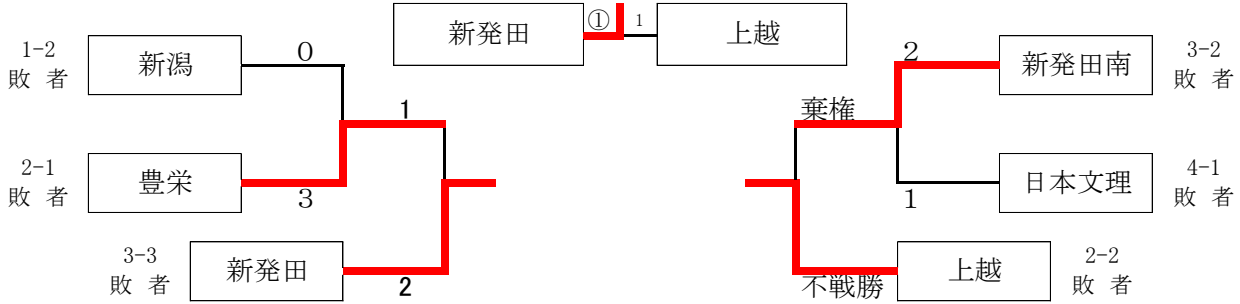 新発田 ① 1 上越
1-2
敗 者
新潟
0
2
新発田南
3-2
敗 者
1
棄権
2-1
敗 者
豊栄
3
1
日本文理
4-1
敗 者
3-3
敗 者
新発田
2
不戦勝
上越
2-2
敗 者